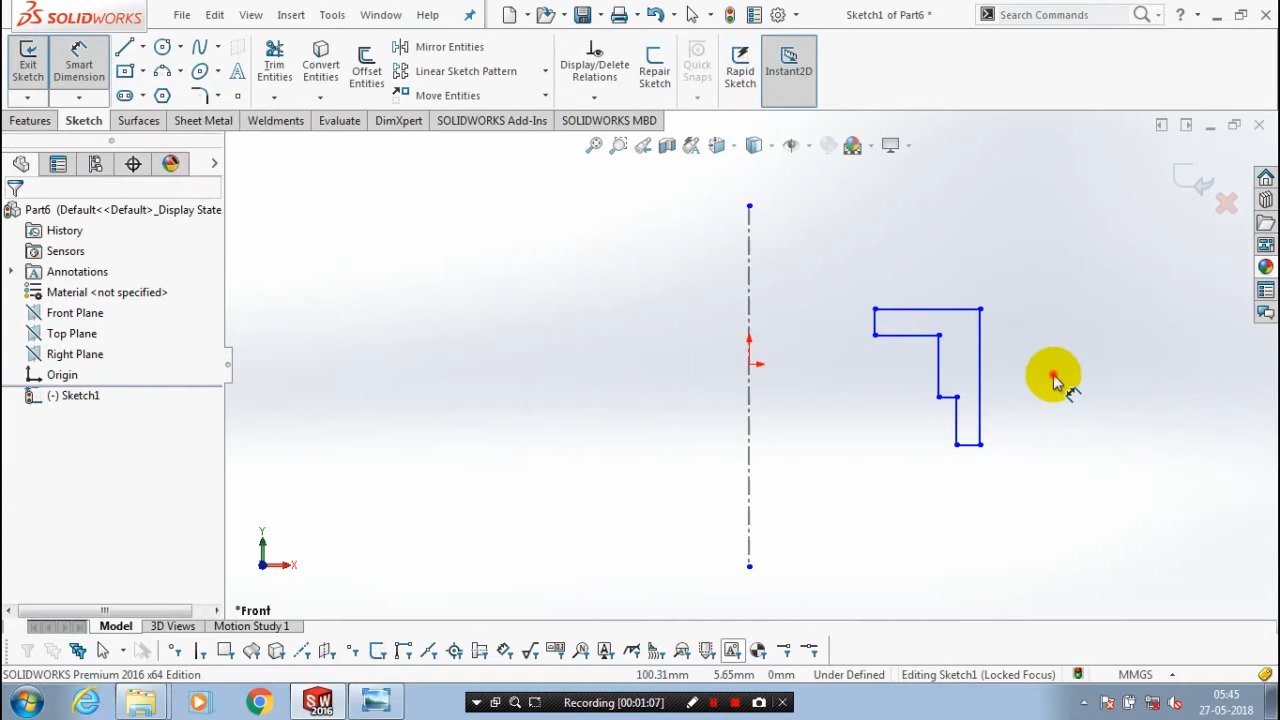 SOLIDWORKS File Edit View Insert Tools Window Help Sketch1 of Part6 * Search Commands ?
Exit Sketch Smart Dimension Trim Entities Convert Entities Offset Entities Mirror Entities Linear Sketch Pattern Move Entities Display/Delete Relations Repair Sketch Quick Snaps Rapid Sketch Instant2D
Features Sketch Surfaces Sheet Metal Weldments Evaluate DimXpert SOLIDWORKS Add-Ins SOLIDWORKS MBD
Part6 (Default<<Default>_Display State
History
Sensors
Annotations
Material <not specified>
Front Plane
Top Plane
Right Plane
Origin
(-) Sketch1
Y
X
*Front
Model 3D Views Motion Study 1
SOLIDWORKS Premium 2016 x64 Edition 100.31mm 5.65mm 0mm Under Defined Editing Sketch1 (Locked Focus) MMGS
SW 2016 Recording [00:01:07] 05:45
27-05-2018